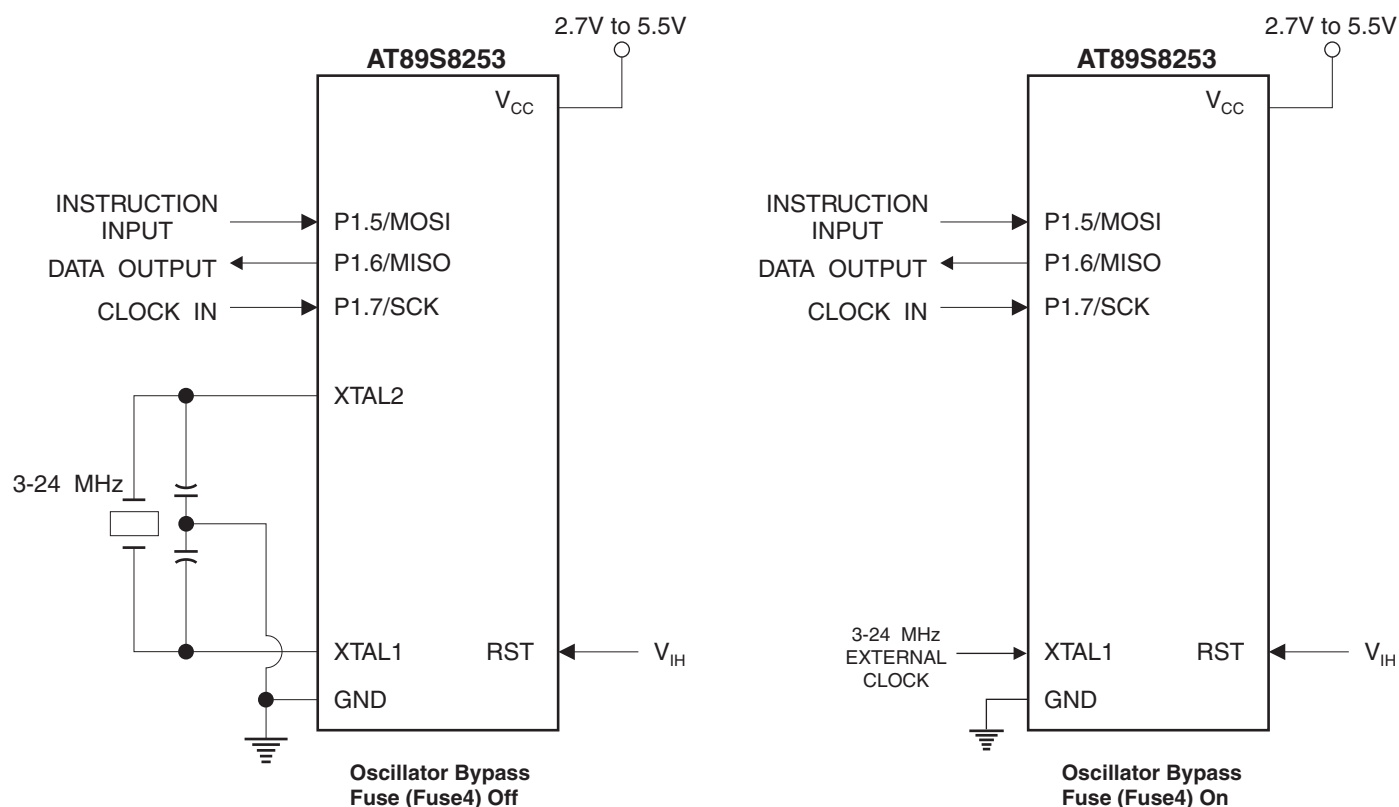 2.7V to 5.5V
AT89S8253
VCC
INSTRUCTION
INPUT
P1.5/MOSI
DATA OUTPUT
P1.6/MISO
CLOCK IN
P1.7/SCK
XTAL2
3-24 MHz
XTAL1
RST
VIH
GND
Oscillator Bypass
Fuse (Fuse4) Off
2.7V to 5.5V
AT89S8253
VCC
INSTRUCTION
INPUT
P1.5/MOSI
DATA OUTPUT
P1.6/MISO
CLOCK IN
P1.7/SCK
3-24 MHz
EXTERNAL
CLOCK
XTAL1
RST
VIH
GND
Oscillator Bypass
Fuse (Fuse4) On